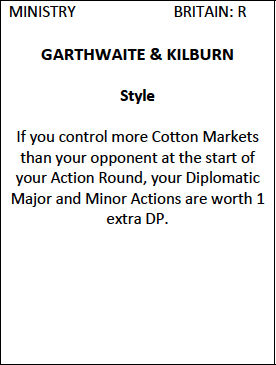 MINISTRY BRITAIN: R
GARTHWAITE & KILBURN
Style
If you control more Cotton Markets
than your opponent at the start of
your Action Round, your Diplomatic
Major and Minor Actions are worth 1
extra DP.